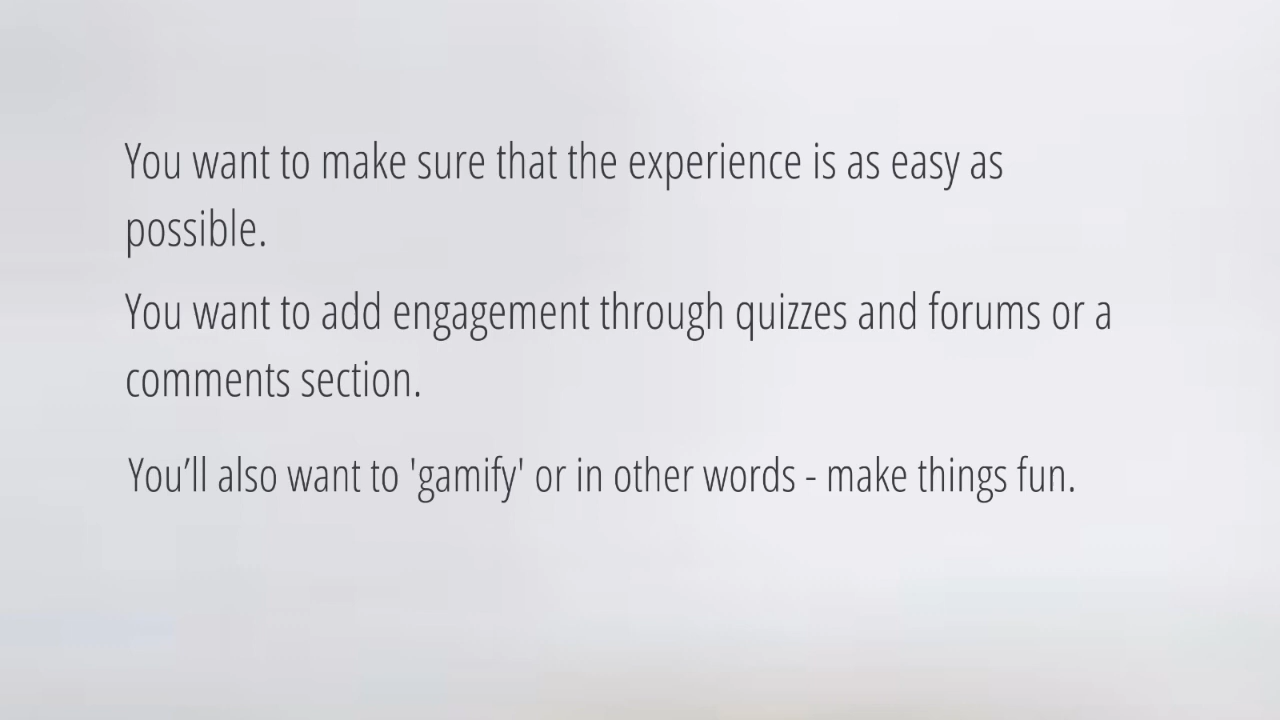 You want to make sure that the experience is as easy as
possible.
You want to add engagement through quizzes and forums or a
comments section.
You’ll also want to 'gamify' or in other words - make things fun.